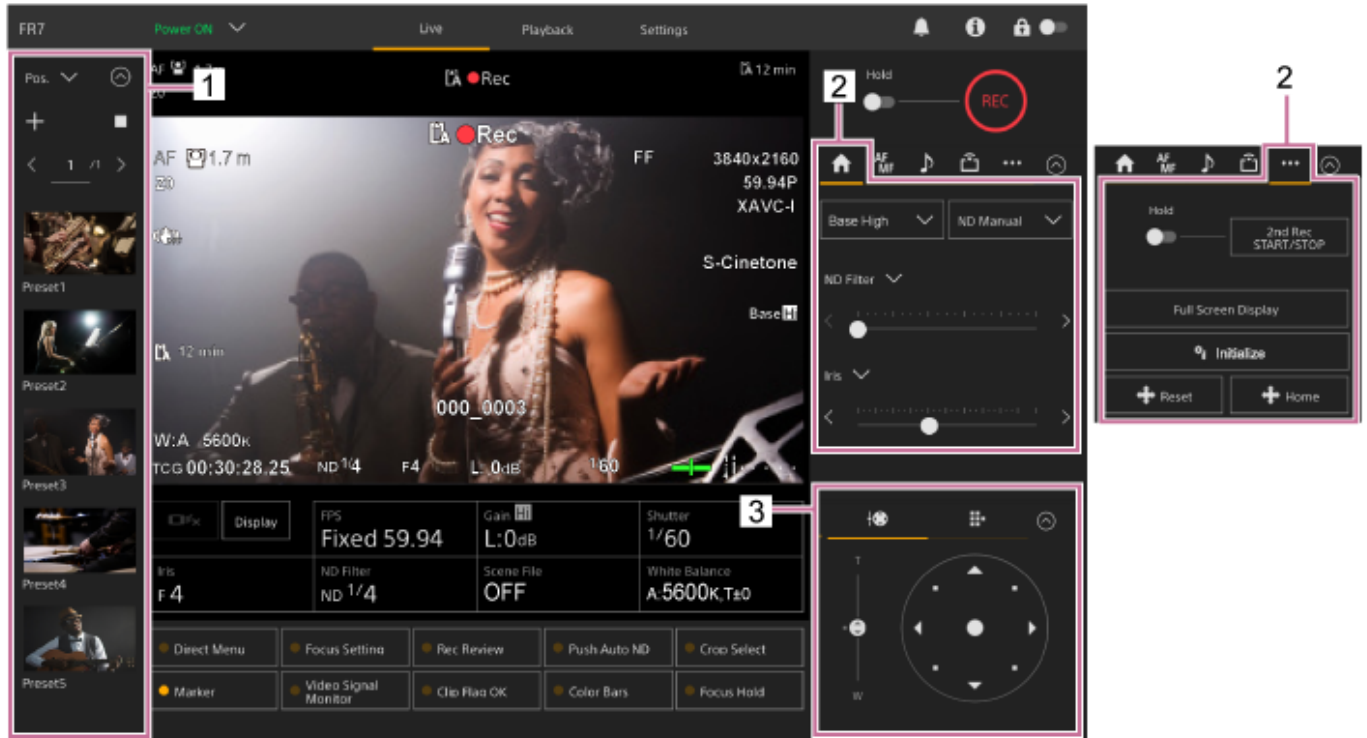 FR7
Power ON
Live
Playback
Settings
Pos.
1
1 /1
Preset1
Preset2
Preset3
Preset4
Preset5
Rec
12 min
Rec
AF 1.7 m
Z0
FF
3840x2160
59.94P
XAVC-I
S-Cinetone
Base Hi
12 min
000_0003
W:A 5600K
TCG 00:30:28.25
ND 1/4
F4
L: 0dB
1/60
Display
FPS
Fixed 59.94
Gain Hi
L:0dB
Shutter
1/60
Iris
F 4
ND Filter
ND 1/4
Scene File
OFF
White Balance
A:5600K,T±0
Direct Menu
Focus Setting
Rec Review
Push Auto ND
Crop Select
Marker
Video Signal
Monitor
Clip Flag OK
Color Bars
Focus Hold
2
Hold
REC
AF
MF
Base High
ND Manual
ND Filter
Iris
3
T
W
2
AF
MF
Hold
2nd Rec
START/STOP
Full Screen Display
Initialize
Reset
Home